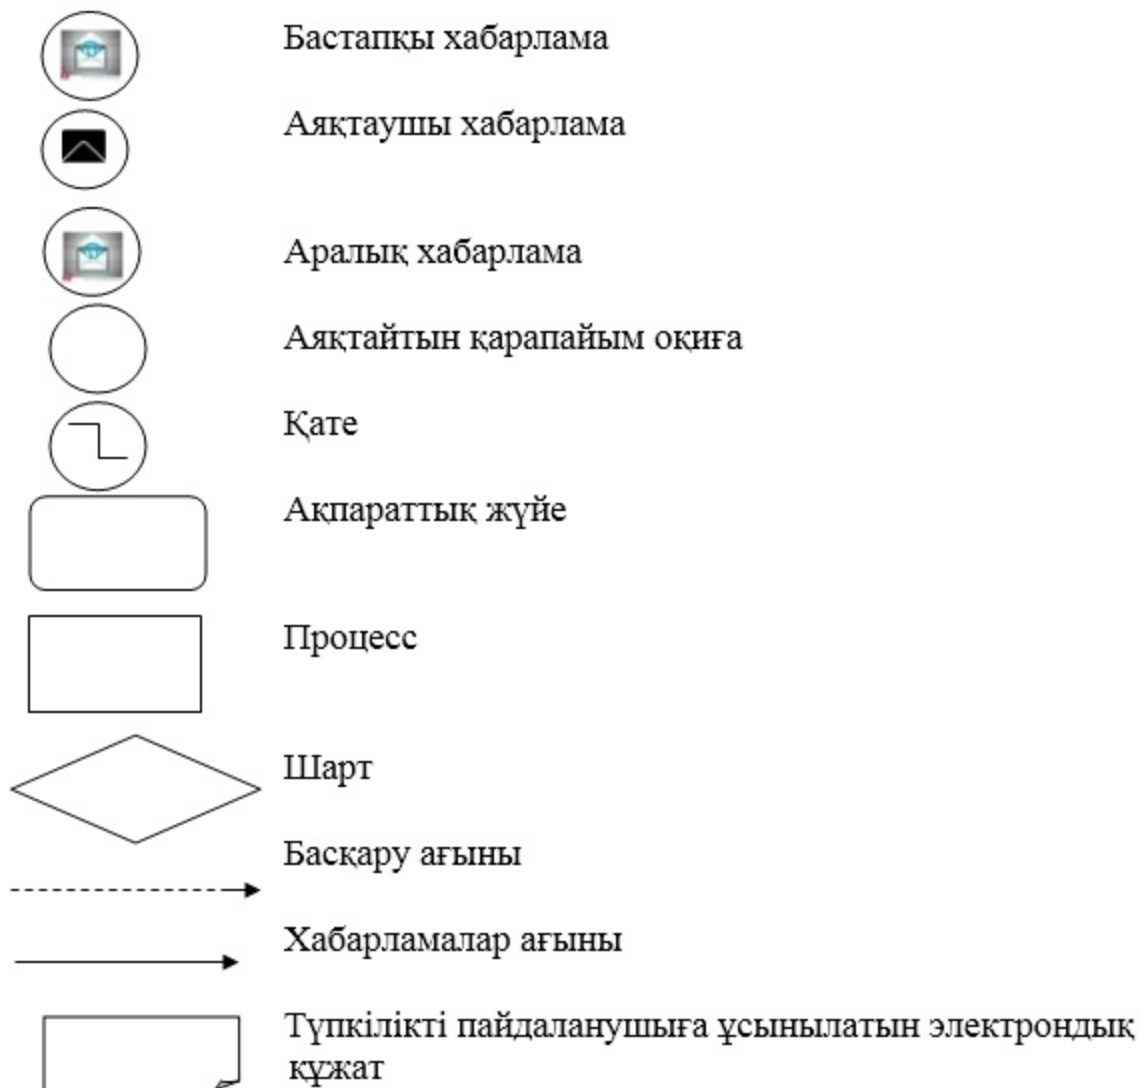 Бастапқы хабарлама
Аяқтаушы хабарлама
Аралық хабарлама
Аяқтайтын қарапайым оқиға
Қате
Ақпараттық жүйе
Процесс
Шарт
Басқару ағыны
Хабарламалар ағыны
Түпкілікті пайдаланушыға ұсынылатын электрондық
құжат